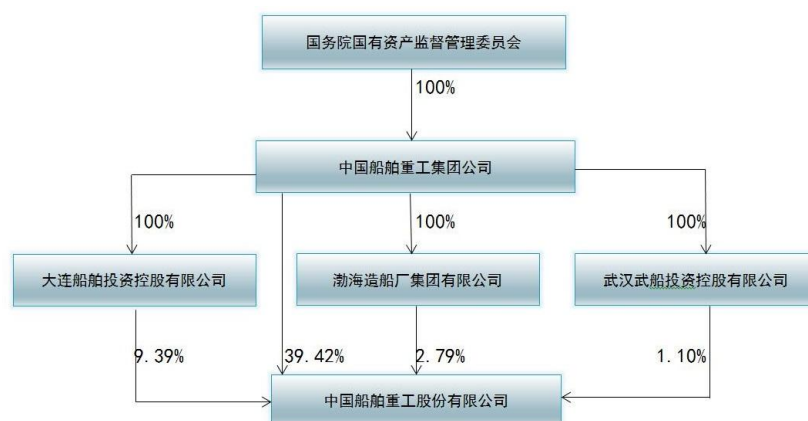 国务院国有资产监督管理委员会
100%
中国船舶重工集团公司
100%
100%
100%
大连船舶投资控股有限公司
渤海造船厂集团有限公司
武汉武船投资控股有限公司
9.39%
39.42%
2.79%
1.10%
中国船舶重工股份有限公司